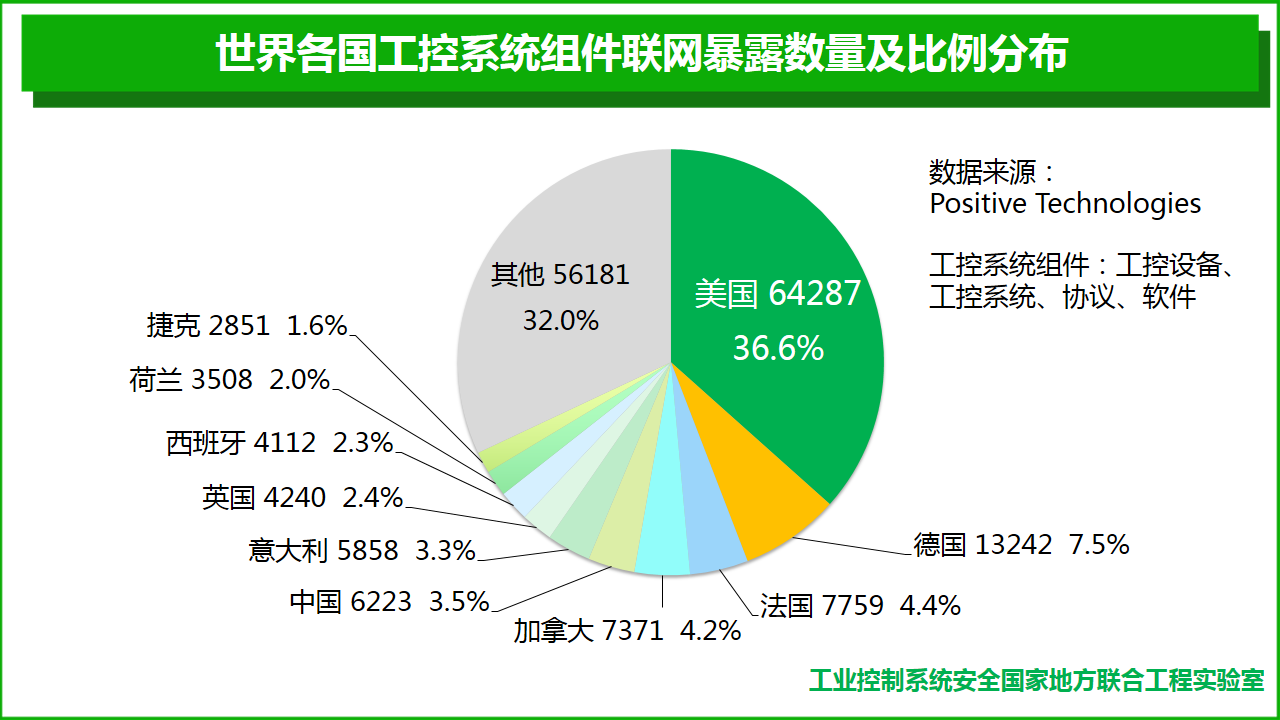 世界各国工控系统组件联网暴露数量及比例分布
数据来源：
Positive Technologies
工控系统组件：工控设备、
工控系统、协议、软件
美国 64287
36.6%
德国 13242 7.5%
法国 7759 4.4%
加拿大 7371 4.2%
中国 6223 3.5%
意大利 5858 3.3%
英国 4240 2.4%
西班牙 4112 2.3%
荷兰 3508 2.0%
捷克 2851 1.6%
其他 56181
32.0%
工业控制系统安全国家地方联合工程实验室